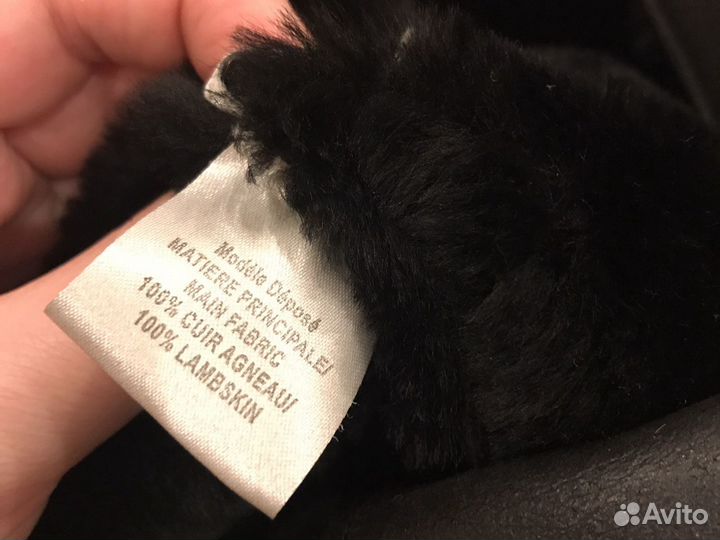 Modèle Déposé
MATIERE PRINCIPALE/
MAIN FABRIC
100% CUIR AGNEAU/
100% LAMBSKIN
Avito